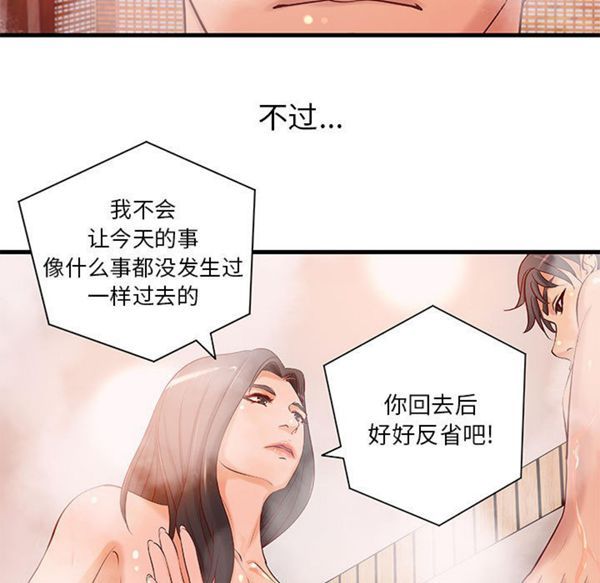 不过...
我不会
让今天的事
像什么事都没发生过
一样过去的
你回去后
好好反省吧!